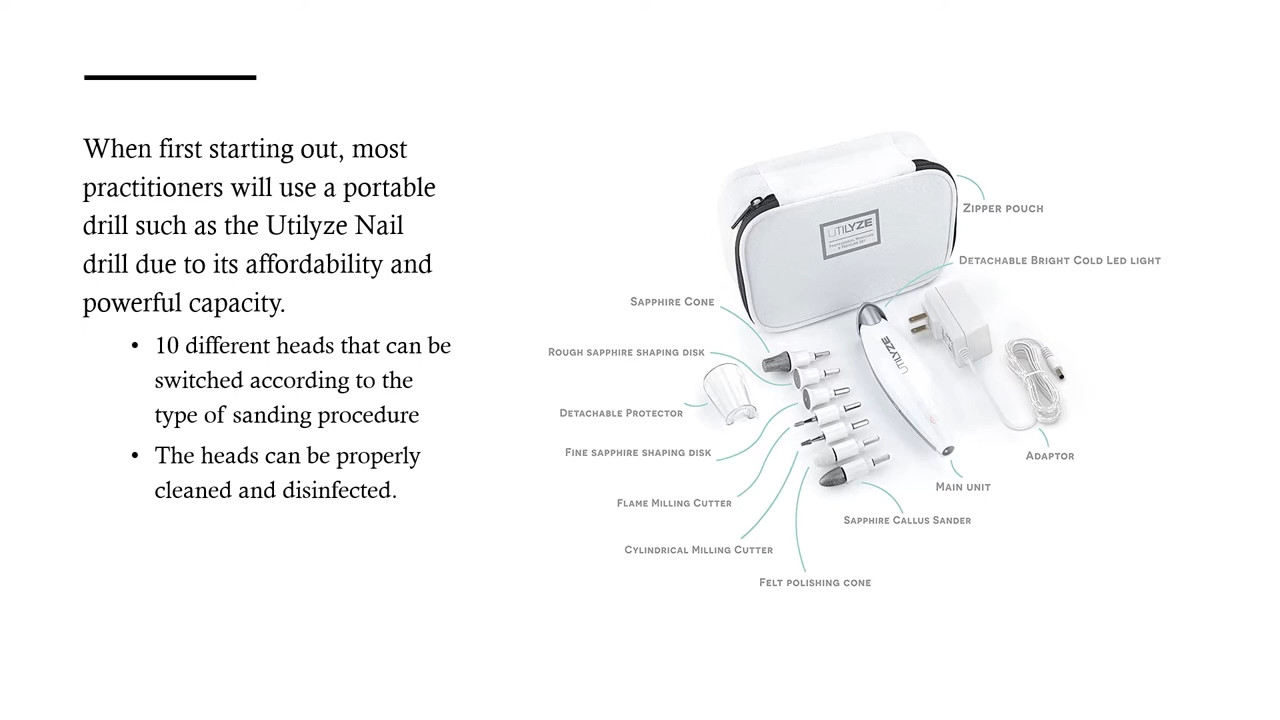 When first starting out, most
practitioners will use a portable
drill such as the Utilyze Nail
drill due to its affordability and
powerful capacity.
• 10 different heads that can be
switched according to the
type of sanding procedure
• The heads can be properly
cleaned and disinfected.
UTILYZE
Zipper pouch
Detachable Bright Cold Led light
Sapphire Cone
UTILYZE
Rough sapphire shaping disk
Detachable Protector
Fine sapphire shaping disk
Adaptor
Main unit
Flame Milling Cutter
Sapphire Callus Sander
Cylindrical Milling Cutter
Felt polishing cone